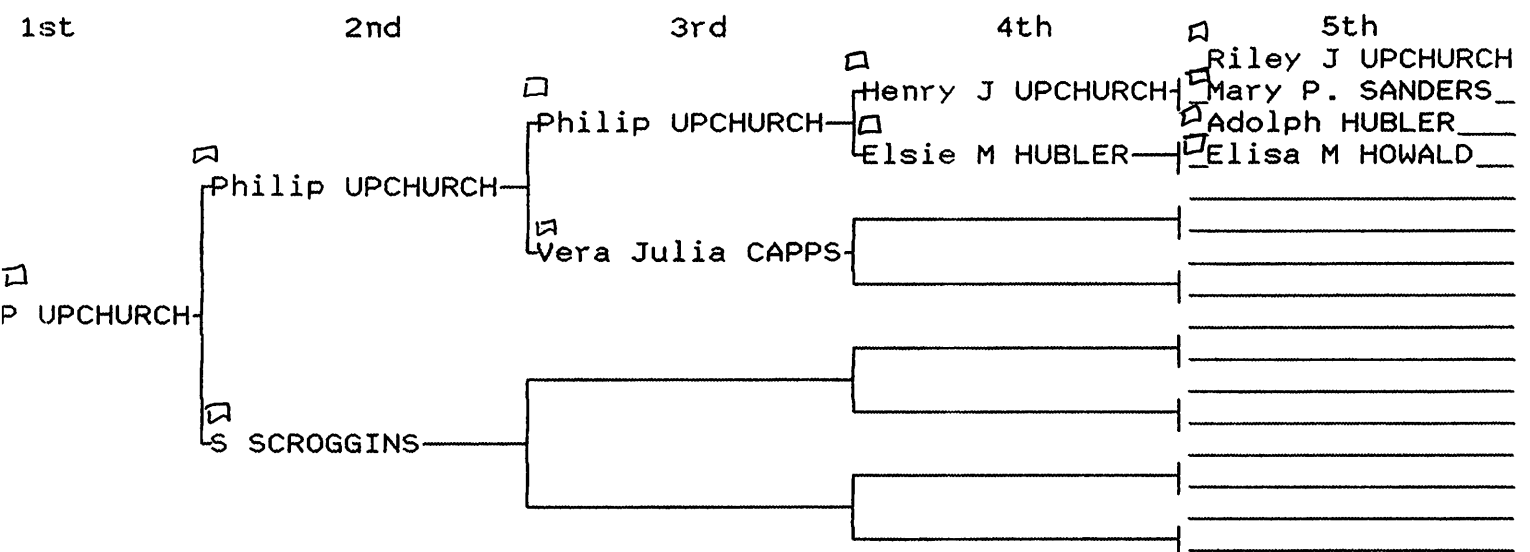 1st 2nd 3rd 4th 5th
Riley J UPCHURCH
Henry J UPCHURCH
Mary P. SANDERS
Philip UPCHURCH
Adolph HUBLER
Elsie M HUBLER
Elisa M HOWALD
Philip UPCHURCH
Vera Julia CAPPS
P UPCHURCH
S SCROGGINS